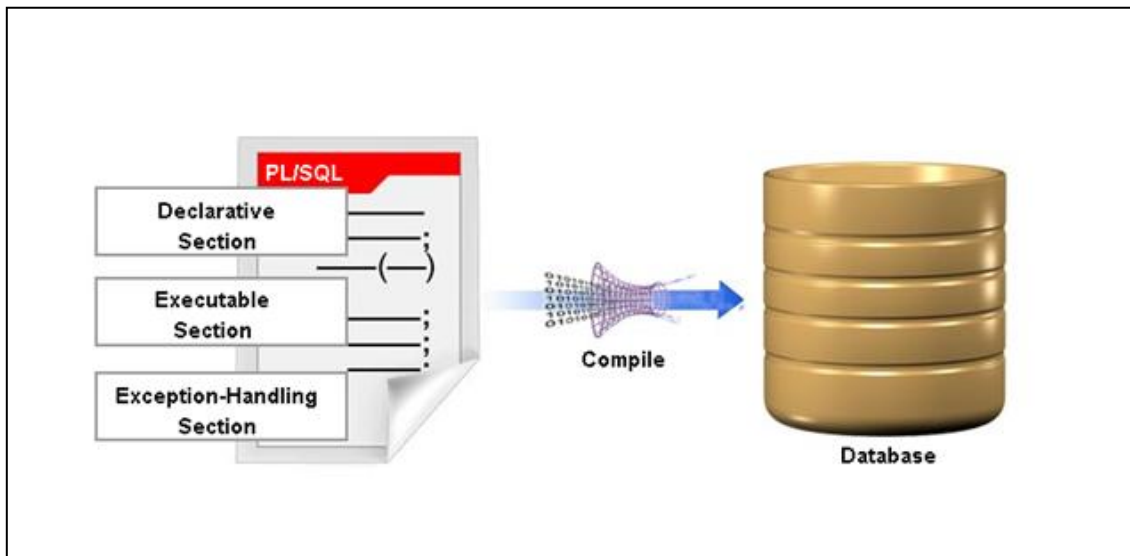 PL/SQL
Declarative
Section
Executable
Section
Exception-Handling
Section
Compile
Database